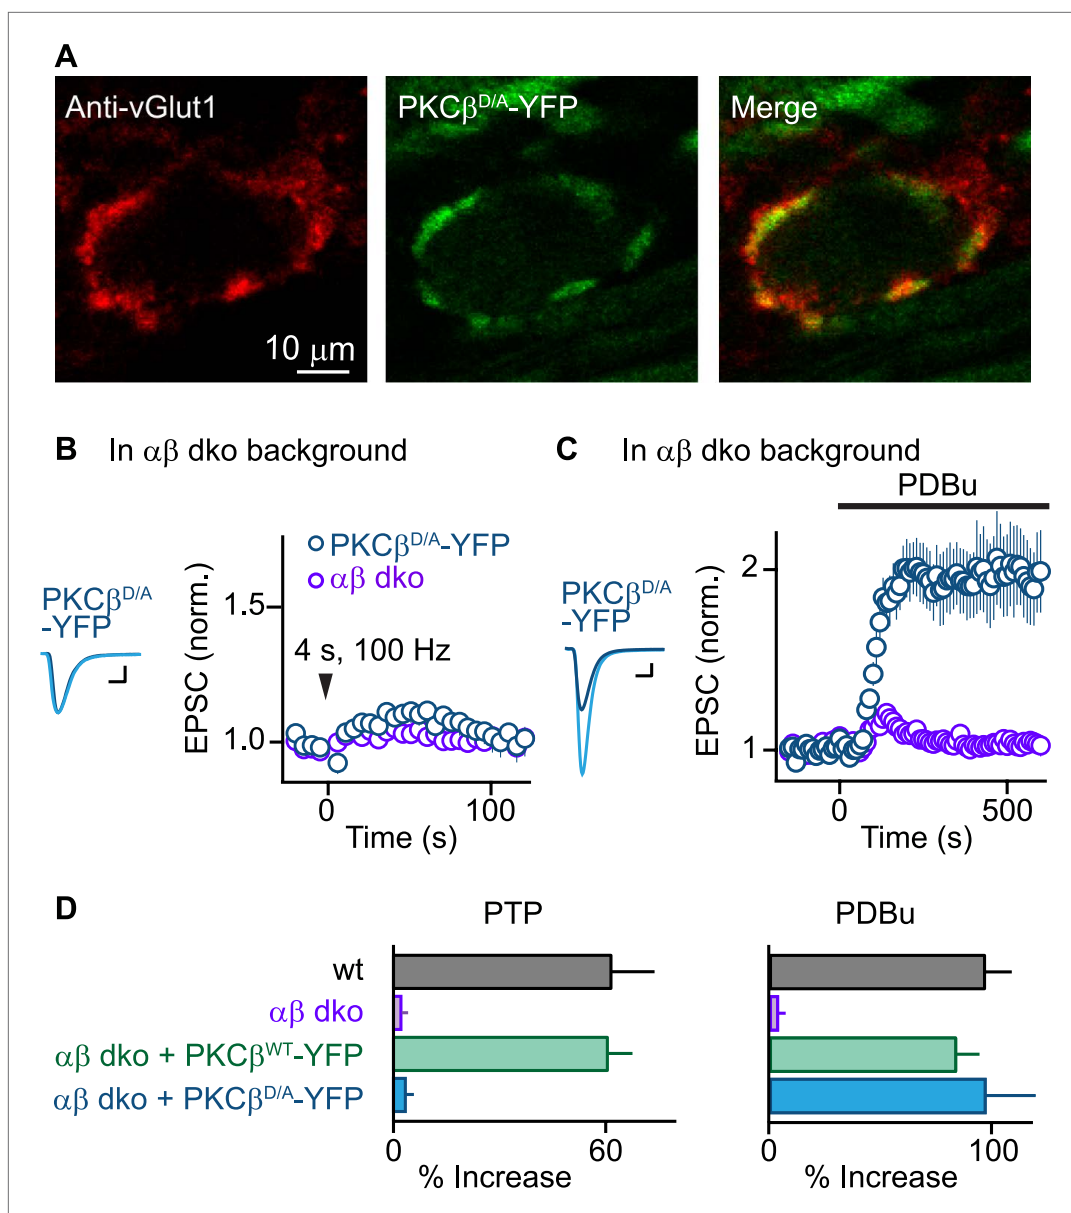 A
Anti-vGlut1
PKCβD/A-YFP
Merge
10 μm
B In αβ dko background
C In αβ dko background
PDBu
PKCβD/A
-YFP
EPSC (norm.)
1.5
1.0
PKCβD/A-YFP
αβ dko
4 s, 100 Hz
0
100
Time (s)
PKCβD/A
-YFP
EPSC (norm.)
2
1
0
500
Time (s)
D
PTP
PDBu
wt
αβ dko
αβ dko + PKCβWT-YFP
αβ dko + PKCβD/A-YFP
0
60
% Increase
0
100
% Increase